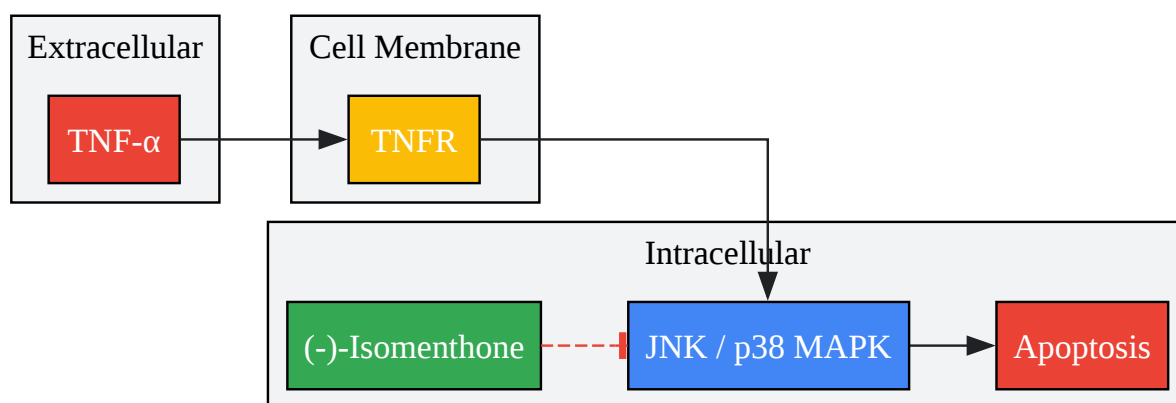 Extracellular
Cell Membrane
TNF-α
TNFR
Intracellular
(-)-Isomenthone
JNK / p38 MAPK
Apoptosis